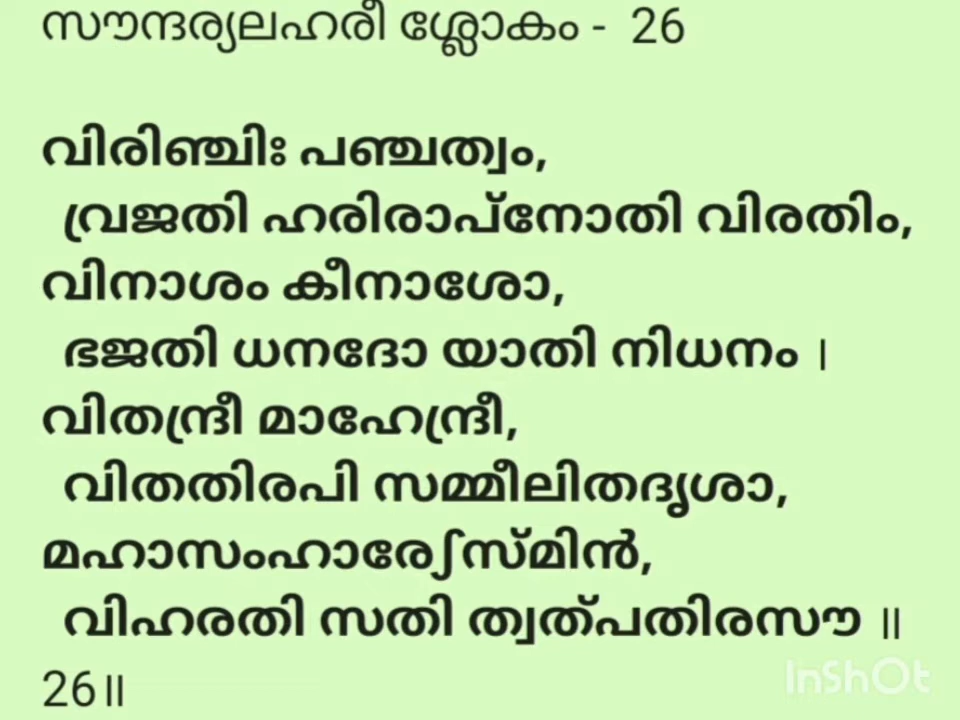 സൗന്ദര്യലഹരീ ശ്ലോകം - 26
വിരിഞ്ചിഃ പഞ്ചത്വം,
വ്രജതി ഹരിരാപ്നോതി വിരതിം,
വിനാശം കീനാശോ,
ഭജതി ധനദോ യാതി നിധനം ।
വിതന്ദ്രീ മാഹേന്ദ്രീ,
വിതതിരപി സമ്മീലിതദൃശാ,
മഹാസംഹാരേഽസ്മിൻ,
വിഹരതി സതി ത്വത്പതിരസൗ ॥
26॥
InShOt